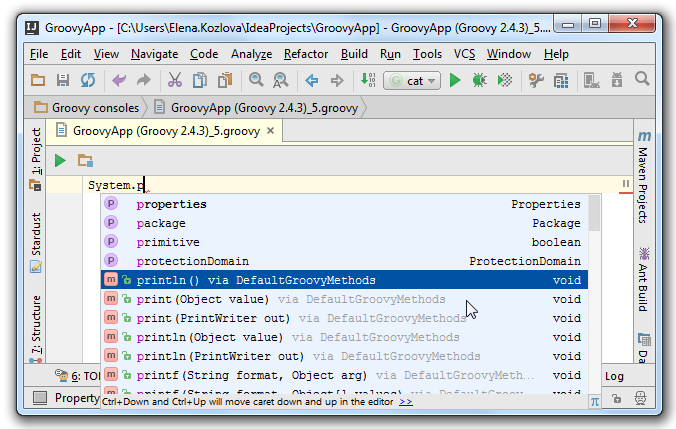 GroovyApp - [C:\Users\Elena.Kozlova\IdeaProjects\GroovyApp] - GroovyApp (Groovy 2.4.3)_5....
File Edit View Navigate Code Analyze Refactor Build Run Tools VCS Window Help
cat
Groovy consoles GroovyApp (Groovy 2.4.3)_5.groovy
GroovyApp (Groovy 2.4.3)_5.groovy
1: Project
Stardust
7: Structure
Maven Projects
Ant Build
Da
System.p
properties Properties
package Package
primitive boolean
protectionDomain ProtectionDomain
println() via DefaultGroovyMethods void
print(Object value) via DefaultGroovyMethods void
print(PrintWriter out) via DefaultGroovyMethods void
println(Object value) via DefaultGroovyMethods void
println(PrintWriter out) via DefaultGroovyMethods void
printf(String format, Object arg) via DefaultGroovyMeth... void
printf(String format, Object[] values) via DefaultGroovy... void
Ctrl+Down and Ctrl+Up will move caret down and up in the editor >> π
6: TO
Log
Property